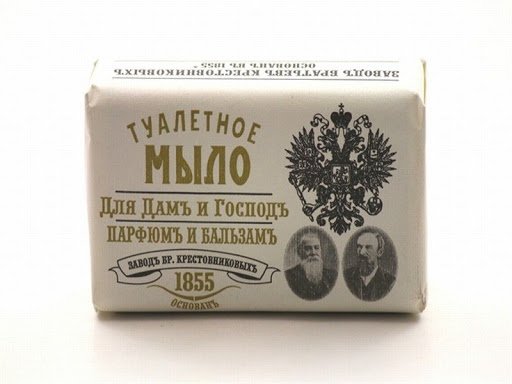 ЗАВОДЪ БРАТЬЕВЪ КРЕСТОВНИКОВЫХЪ
ОСНОВАНЪ ВЪ 1855
ТУАЛЕТНОЕ
МЫЛО
Для Дамъ и Господъ
ПАРФЮМЪ И БАЛЬЗАМЪ
ЗАВОДЪ БР. КРЕСТОВНИКОВЫХЪ
1855
ОСНОВАНЪ